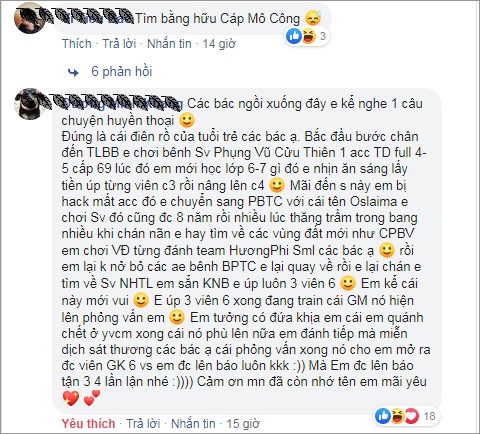 Tìm bằng hữu Cáp Mô Công
3
Thích · Trả lời · Nhắn tin · 14 giờ
6 phản hồi
Các bác ngồi xuống đây e kể nghe 1 câu
chuyện huyền thoại
Đúng là cái điên rồ của tuổi trẻ các bác ạ. Bắc đầu bước chân
đến TLBB e chơi bênh Sv Phụng Vũ Cửu Thiên 1 acc TD full 4-
5 cấp 69 lúc đó em mới học lớp 6-7 gì đó e nhịn ăn sáng lấy
tiền úp từng viên c3 rồi nâng lên c4 Mãi đến s này em bị
hack mất acc đó e chuyển sang PBTC với cái tên Oslaima e
chơi Sv đó cũng đc 8 năm rồi nhiều lúc thăng trầm trong bang
nhiều khi chán nãn e hay tìm về các vùng đất mới như CPBV
em chơi VĐ từng đánh team HươngPhi Sml các bác ạ rồi
em lại k nở bỏ các ae bênh BPTC e lại quay về rồi e lại chán e
tìm về Sv NHTL em sắn KNB e úp luôn 3 viên 6 Em kể cái
này mới vui E úp 3 viên 6 xong đang train cái GM nó hiện
lên phỏng vấn em Em tưởng có đứa khịa em cái em quánh
chết ở yvcm xong cái nó phù lên nữa em đánh tiếp mà miễn
dịch sát thương các bác ạ cái phỏng vấn xong nó cho em mở ra
đc viên GK 6 vs em đc lên báo luôn kkk :)) Mà Em đc lên báo
tận 3 4 lần lận nhé :)))) Cảm ơn mn đã còn nhớ tên em mãi yêu
18
Yêu thích · Trả lời · Nhắn tin · 15 giờ